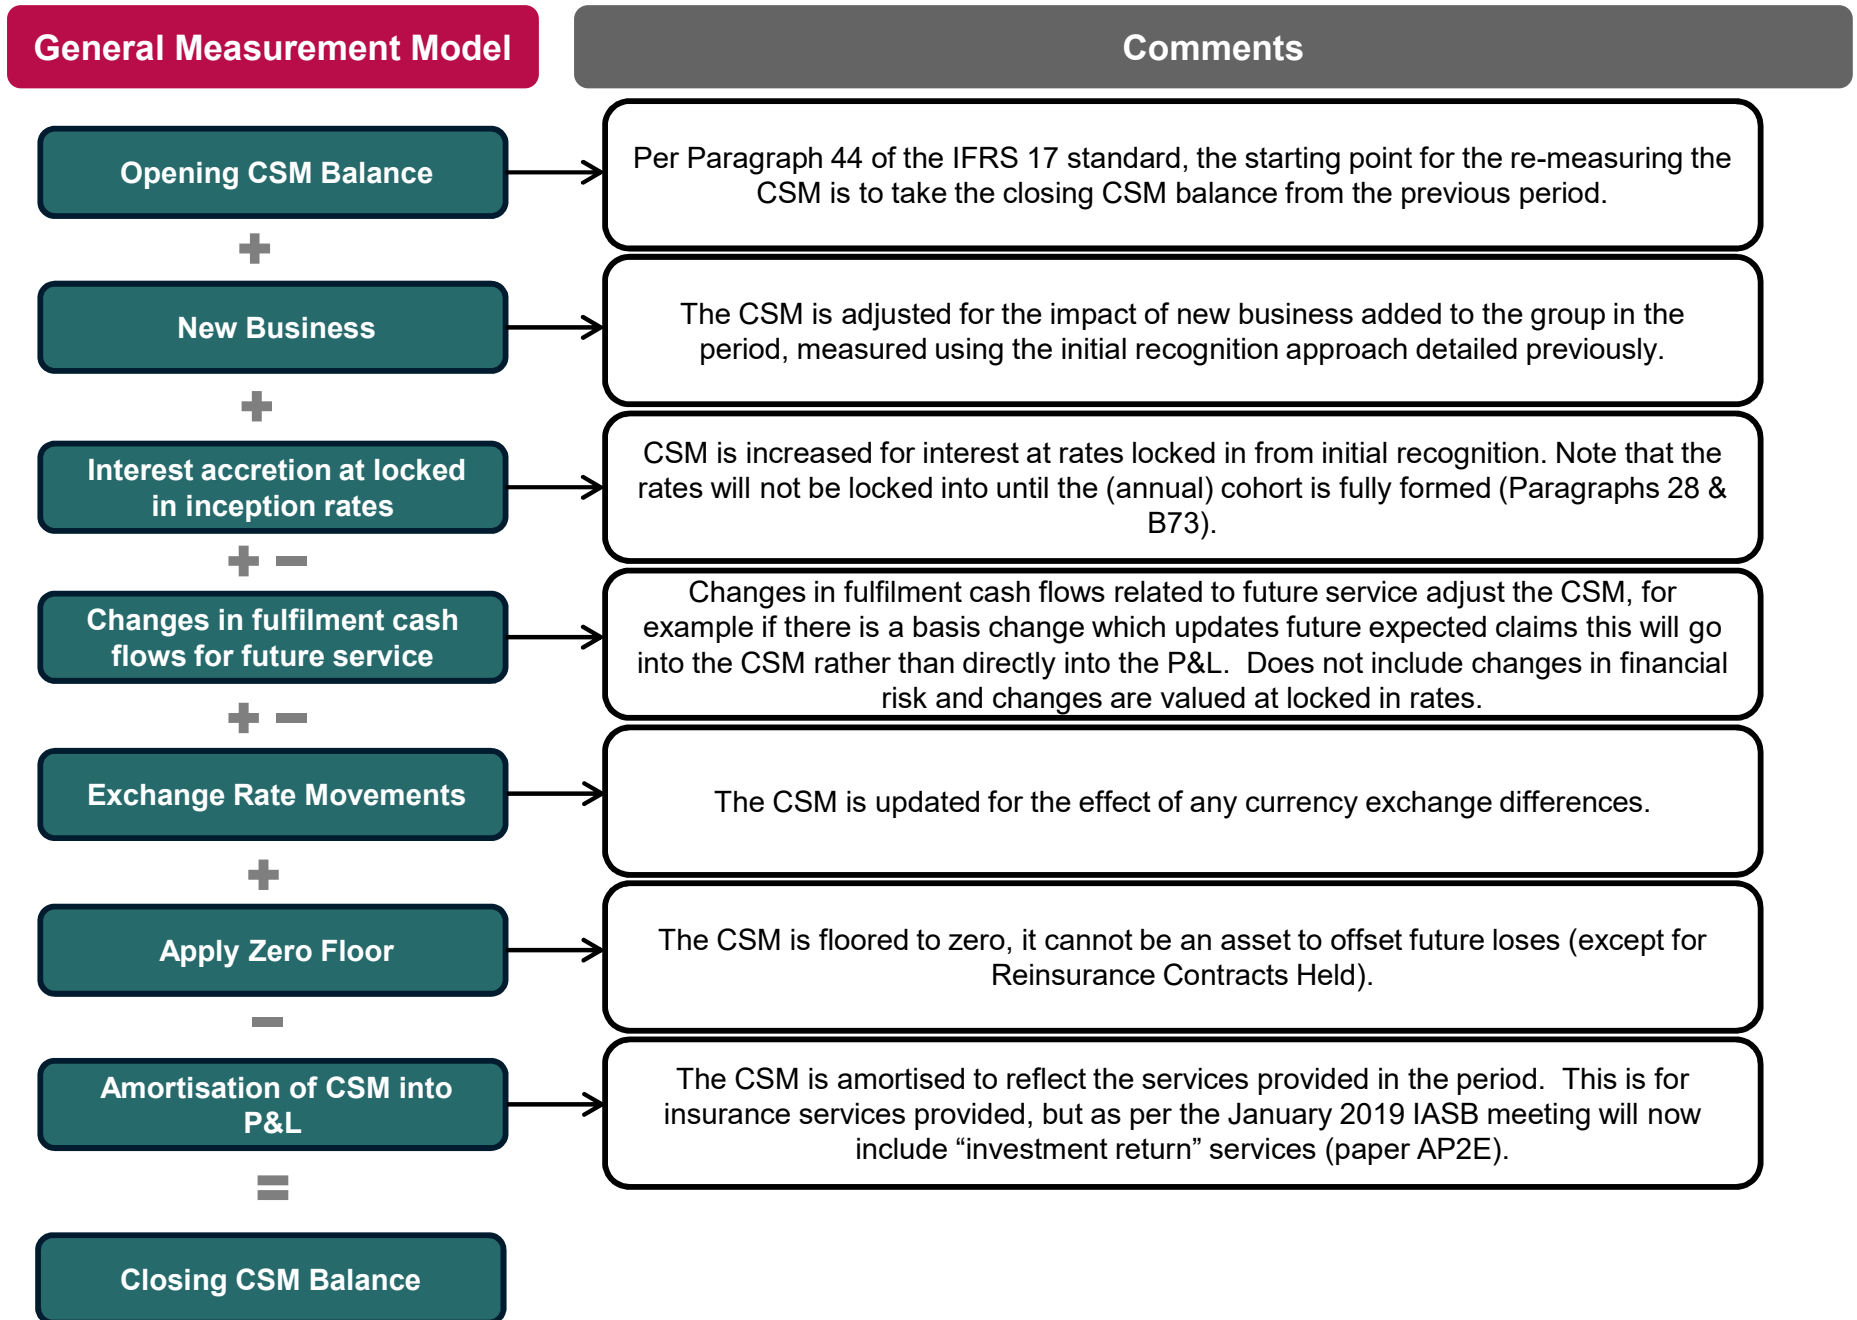 General Measurement Model
Comments
Opening CSM Balance
Per Paragraph 44 of the IFRS 17 standard, the starting point for the re-measuring the
CSM is to take the closing CSM balance from the previous period.
+
New Business
The CSM is adjusted for the impact of new business added to the group in the
period, measured using the initial recognition approach detailed previously.
+
Interest accretion at locked
in inception rates
CSM is increased for interest at rates locked in from initial recognition. Note that the
rates will not be locked into until the (annual) cohort is fully formed (Paragraphs 28 &
B73).
+ −
Changes in fulfilment cash
flows for future service
Changes in fulfilment cash flows related to future service adjust the CSM, for
example if there is a basis change which updates future expected claims this will go
into the CSM rather than directly into the P&L.  Does not include changes in financial
risk and changes are valued at locked in rates.
+ −
Exchange Rate Movements
The CSM is updated for the effect of any currency exchange differences.
+
Apply Zero Floor
The CSM is floored to zero, it cannot be an asset to offset future loses (except for
Reinsurance Contracts Held).
−
Amortisation of CSM into
P&L
The CSM is amortised to reflect the services provided in the period.  This is for
insurance services provided, but as per the January 2019 IASB meeting will now
include “investment return” services (paper AP2E).
=
Closing CSM Balance